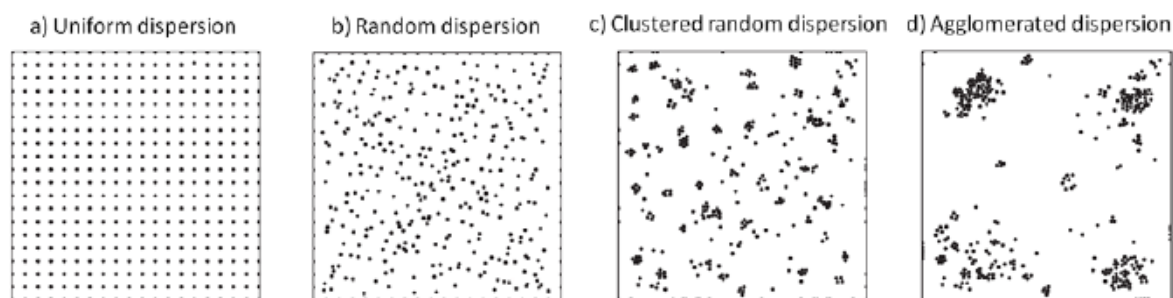 a) Uniform dispersion
b) Random dispersion
c) Clustered random dispersion
d) Agglomerated dispersion